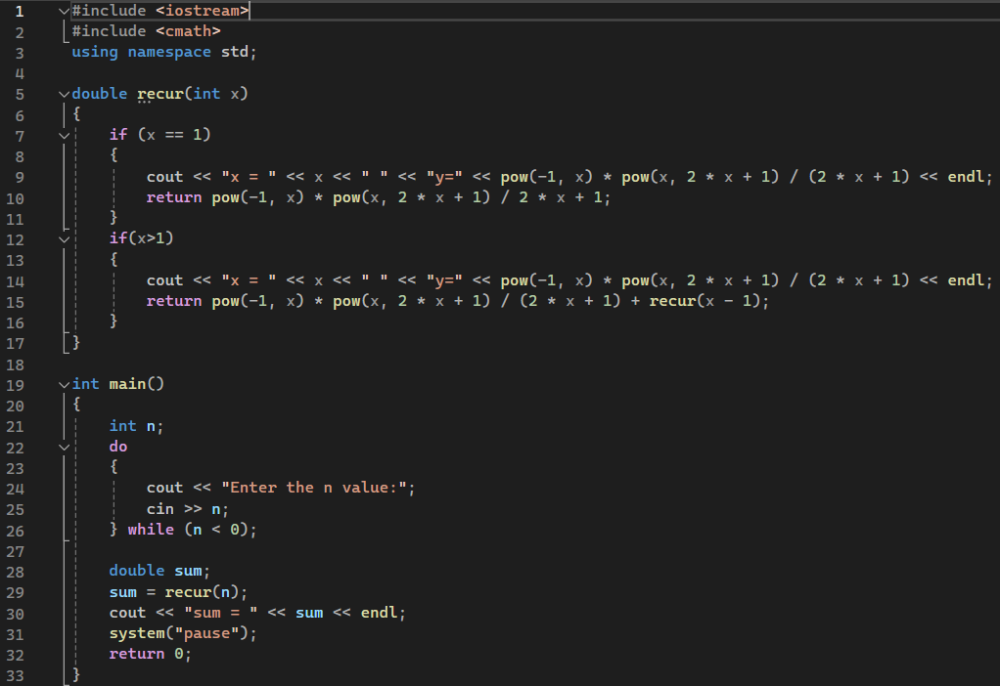 1 #include <iostream>
2 #include <cmath>
3 using namespace std;
4
5 double recur(int x)
6 {
7 if (x == 1)
8 {
9 cout << "x = " << x << " " << "y=" << pow(-1, x) * pow(x, 2 * x + 1) / (2 * x + 1) << endl;
10 return pow(-1, x) * pow(x, 2 * x + 1) / 2 * x + 1;
11 }
12 if(x>1)
13 {
14 cout << "x = " << x << " " << "y=" << pow(-1, x) * pow(x, 2 * x + 1) / (2 * x + 1) << endl;
15 return pow(-1, x) * pow(x, 2 * x + 1) / (2 * x + 1) + recur(x - 1);
16 }
17 }
18
19 int main()
20 {
21 int n;
22 do
23 {
24 cout << "Enter the n value:";
25 cin >> n;
26 } while (n < 0);
27
28 double sum;
29 sum = recur(n);
30 cout << "sum = " << sum << endl;
31 system("pause");
32 return 0;
33 }